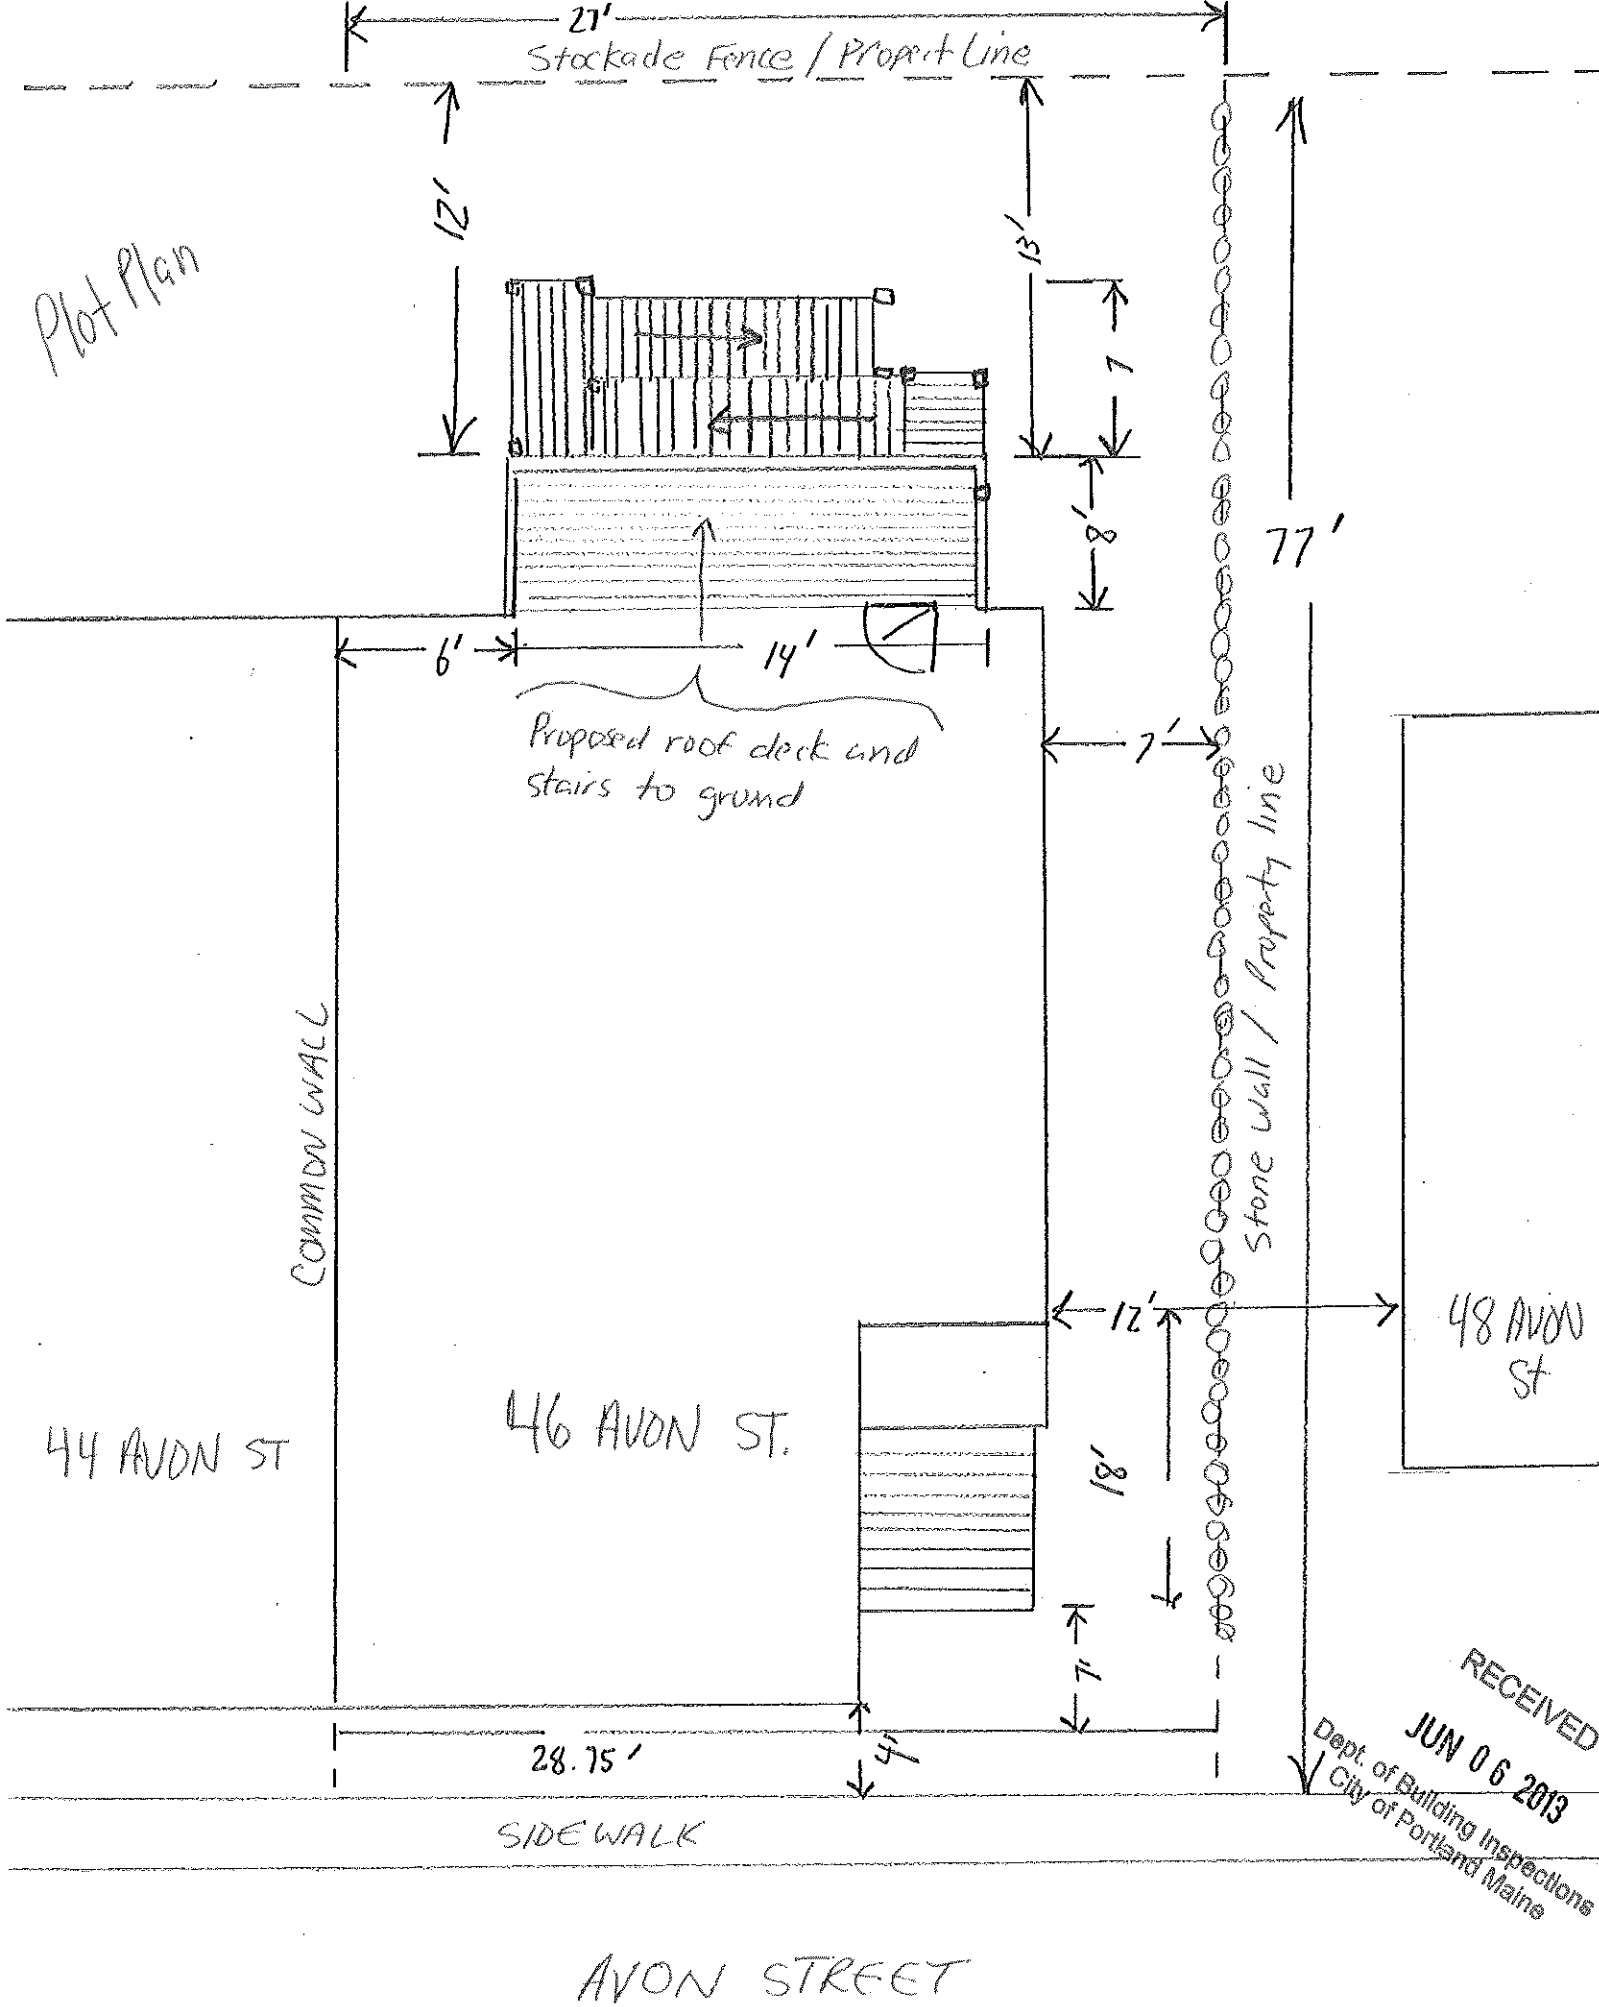 27'
Stockade Fence / Propert Line
12'
13'
Plot Plan
7
8'
77'
6'
14'
7'
Proposed roof deck and
stairs to ground
Stone wall / Property line
COMMON WALL
12'
48 AVON
St
46 AVON ST.
44 AVON ST
18'
7'
28.75'
4'
RECEIVED
JUN 06 2013
Dept. of Building Inspections
City of Portland Maine
SIDEWALK
AVON STREET